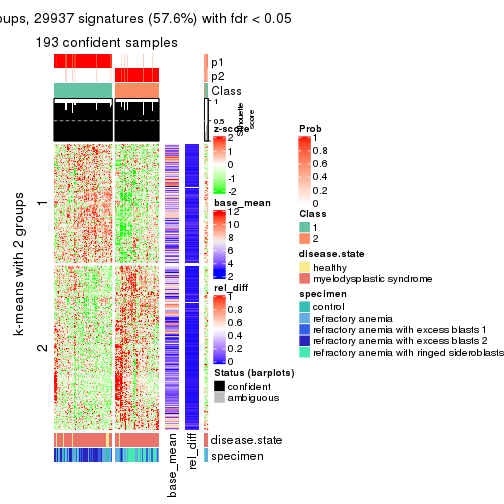 oups, 29937 signatures (57.6%) with fdr < 0.05
193 confident samples
p1
p2
Class
1
0.5
0
Silhouette
score
k-means with 2 groups
1
2
z-score
2
1
0
-1
-2
base_mean
12
10
8
6
4
2
rel_diff
1
0.8
0.6
0.4
0.2
0
Status (barplots)
confident
ambiguous
Prob
1
0.8
0.6
0.4
0.2
0
Class
1
2
disease.state
healthy
myelodysplastic syndrome
specimen
control
refractory anemia
refractory anemia with excess blasts 1
refractory anemia with excess blasts 2
refractory anemia with ringed sideroblasts
disease.state
specimen
base_mean
rel_diff